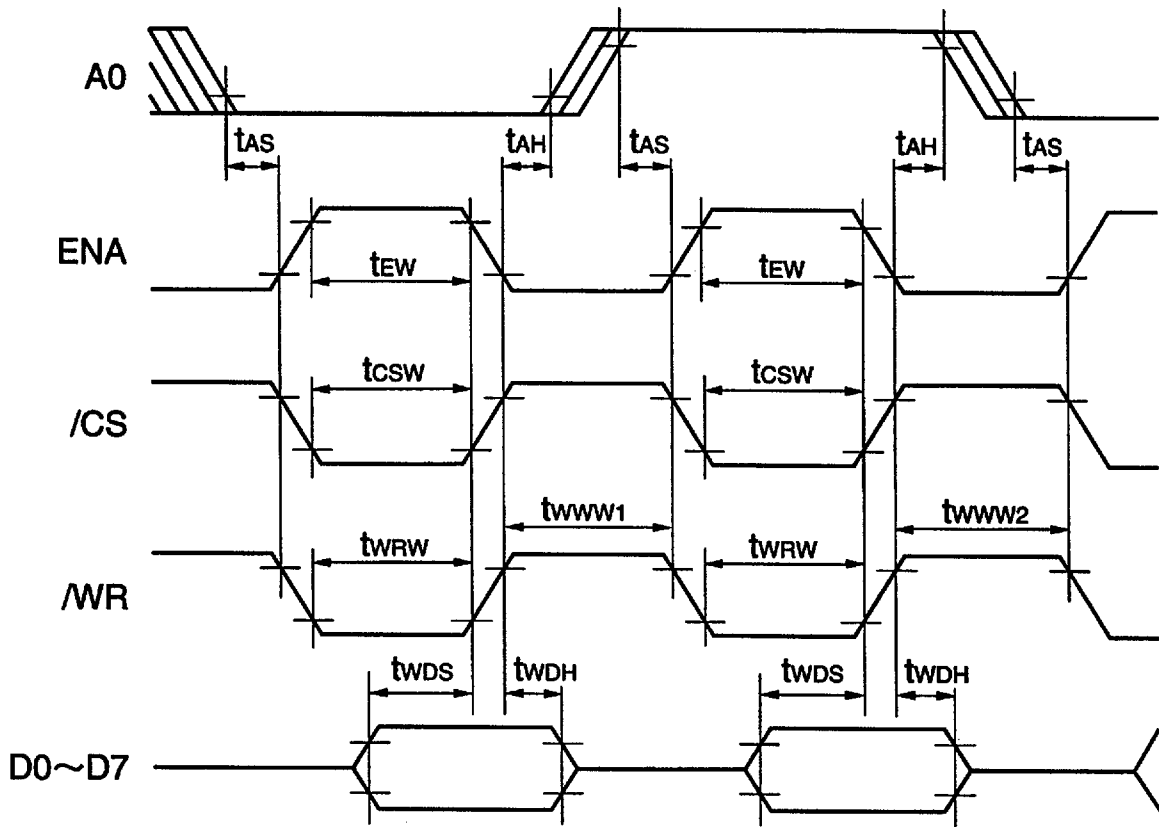 A0
tAS tAH tAS tAH tAS
ENA
tEW tEW
/CS
tCSW tCSW
/WR
tWWW1 tWWW2
tWRW tWRW
D0~D7
tWDS tWDH tWDS tWDH